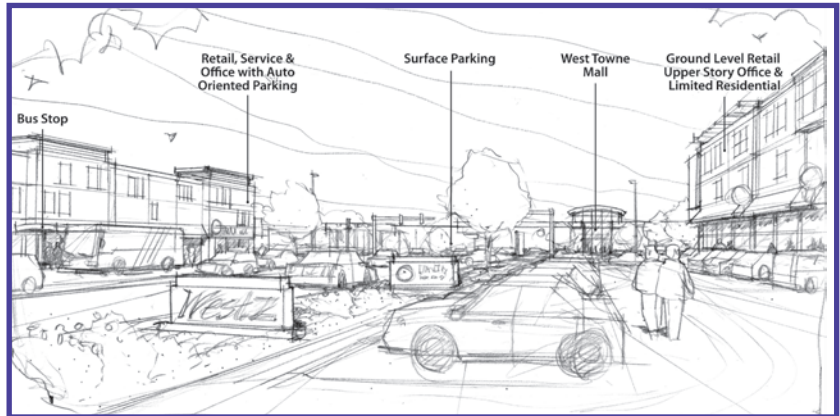 Retail, Service &
Office with Auto
Oriented Parking
Surface Parking
West Towne
Mall
Ground Level Retail
Upper Story Office &
Limited Residential
Bus Stop